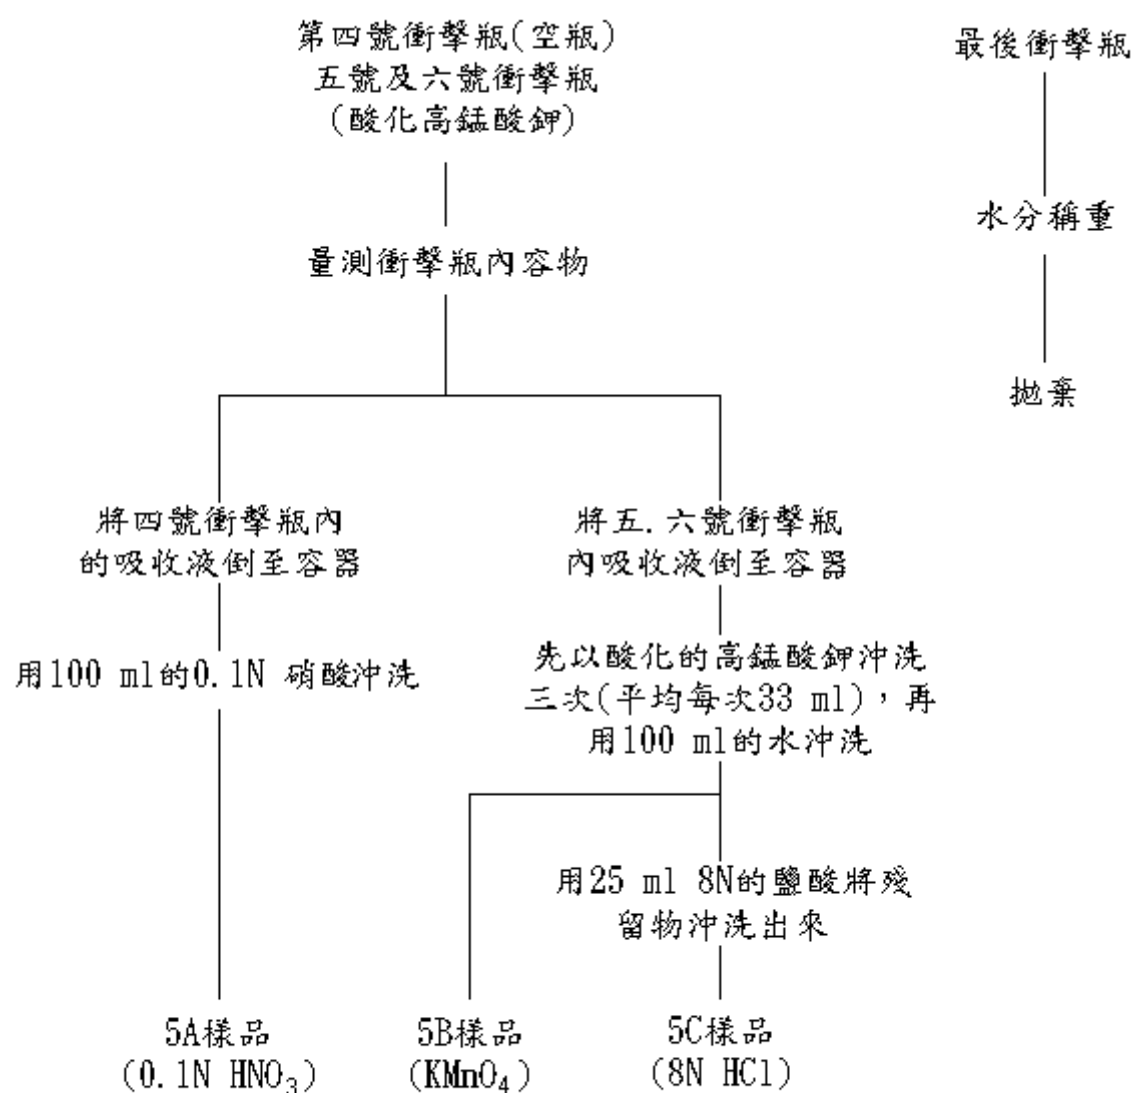 第四號衝擊瓶(空瓶)
五號及六號衝擊瓶
(酸化高錳酸鉀)
最後衝擊瓶
水分稱重
量測衝擊瓶內容物
拋棄
將四號衝擊瓶內
的吸收液倒至容器
將五.六號衝擊瓶
內吸收液倒至容器
用100 ml的0.1N 硝酸沖洗
先以酸化的高錳酸鉀沖洗
三次(平均每次33 ml)，再
用100 ml的水沖洗
用25 ml 8N的鹽酸將殘
留物沖洗出來
5A樣品
(0.1N HNO₃)
5B樣品
(KMnO₄)
5C樣品
(8N HCl)